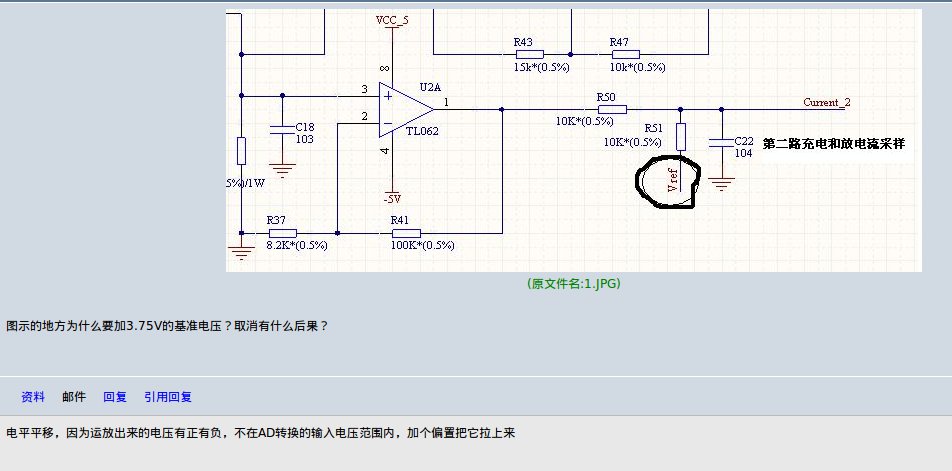 VCC_5
R43
R47
15k*(0.5%)
10k*(0.5%)
8
U2A
3
1
2
TL062
4
-5V
C18
103
R50
10K*(0.5%)
Current_2
R51
10K*(0.5%)
C22
104
第二路充电和放电流采样
Vref
5%)/1W
R37
8.2K*(0.5%)
R41
100K*(0.5%)
(原文件名:1.JPG)
图示的地方为什么要加3.75V的基准电压？取消有什么后果？
资料 邮件 回复 引用回复
电平平移，因为运放出来的电压有正有负，不在AD转换的输入电压范围内，加个偏置把它拉上来